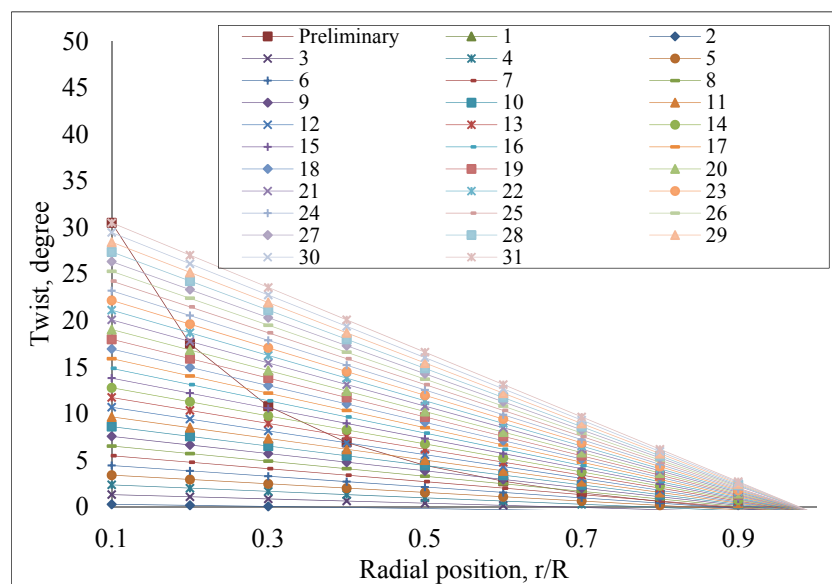 50
45
40
35
30
25
20
15
10
5
0
Twist, degree
Preliminary 1 2
3 4 5
6 7 8
9 10 11
12 13 14
15 16 17
18 19 20
21 22 23
24 25 26
27 28 29
30 31
0.1 0.3 0.5 0.7 0.9
Radial position, r/R